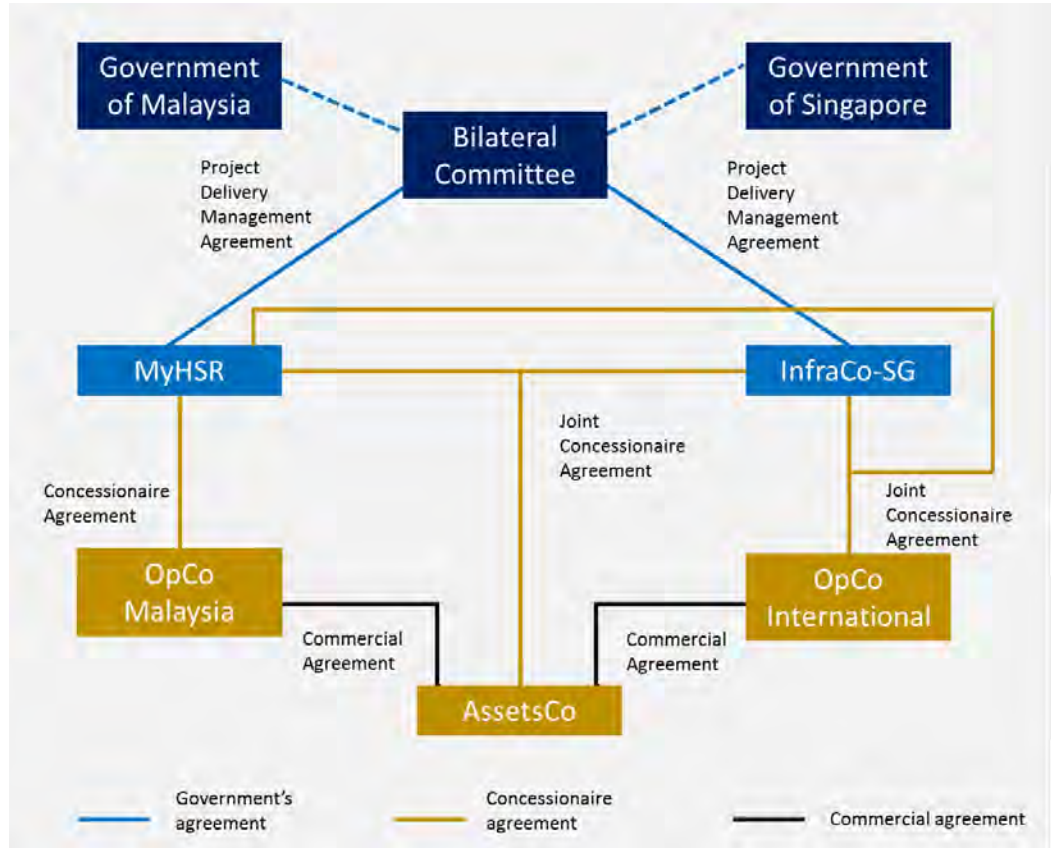 Government
of Malaysia
Government
of Singapore
Bilateral
Committee
Project
Delivery
Management
Agreement
Project
Delivery
Management
Agreement
MyHSR
InfraCo-SG
Joint
Concessionaire
Agreement
Concessionaire
Agreement
Joint
Concessionaire
Agreement
OpCo
Malaysia
OpCo
International
Commercial
Agreement
Commercial
Agreement
AssetsCo
Government’s
agreement
Concessionaire
agreement
Commercial agreement